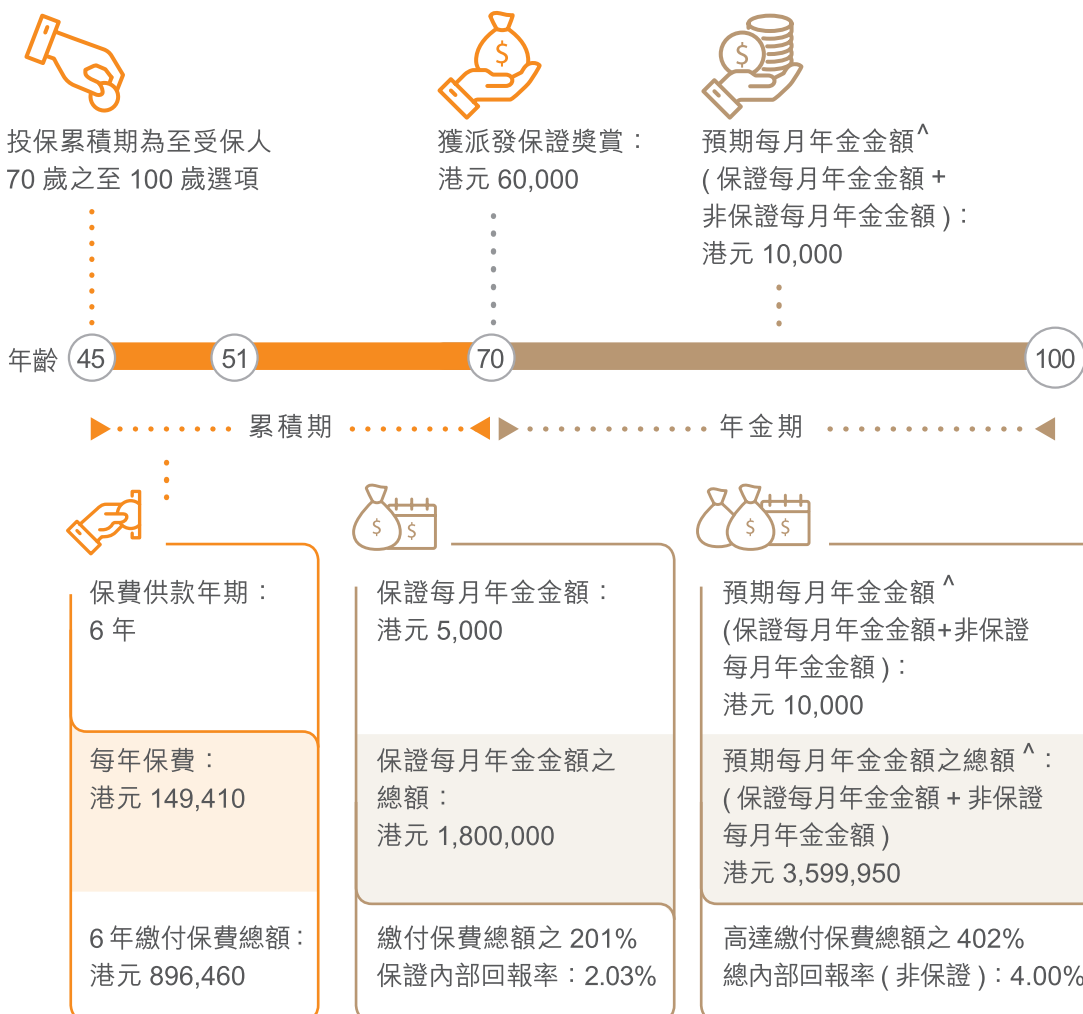 投保累積期為至受保人
70 歲之至 100 歲選項
獲派發保證獎賞：
港元 60,000
預期每月年金金額^
( 保證每月年金金額 +
非保證每月年金金額 )：
港元 10,000
年齡 45 51 70 100
累積期
年金期
保費供款年期：
6 年
每年保費：
港元 149,410
6 年繳付保費總額：
港元 896,460
保證每月年金金額：
港元 5,000
保證每月年金金額之
總額：
港元 1,800,000
繳付保費總額之 201%
保證內部回報率：2.03%
預期每月年金金額 ^
(保證每月年金金額+非保證
每月年金金額 )：
港元 10,000
預期每月年金金額之總額 ^：
( 保證每月年金金額 + 非保證
每月年金金額 )
港元 3,599,950
高達繳付保費總額之 402%
總內部回報率 ( 非保證 )：4.00%